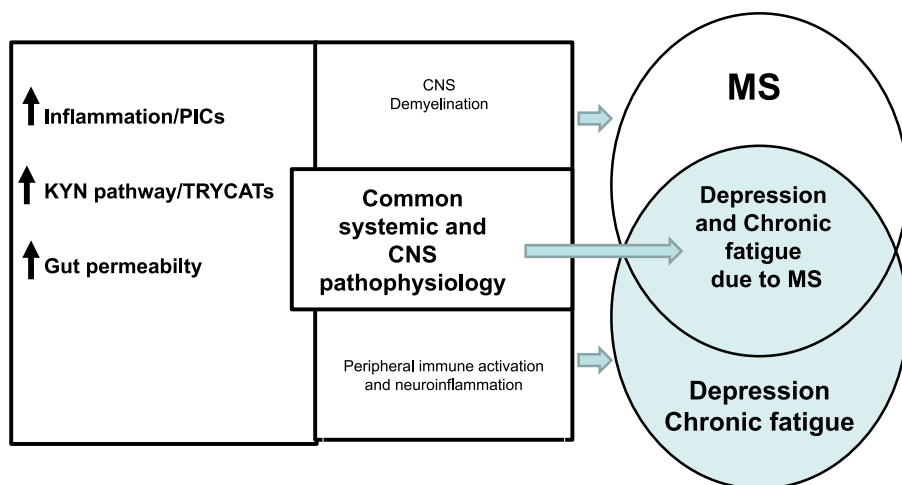 Inflammation/PICs
KYN pathway/TRYCATs
Gut permeabilty
CNS
Demyelination
Common
systemic and
CNS
pathophysiology
Peripheral immune activation
and neuroinflammation
MS
Depression
and Chronic
fatigue
due to MS
Depression
Chronic fatigue